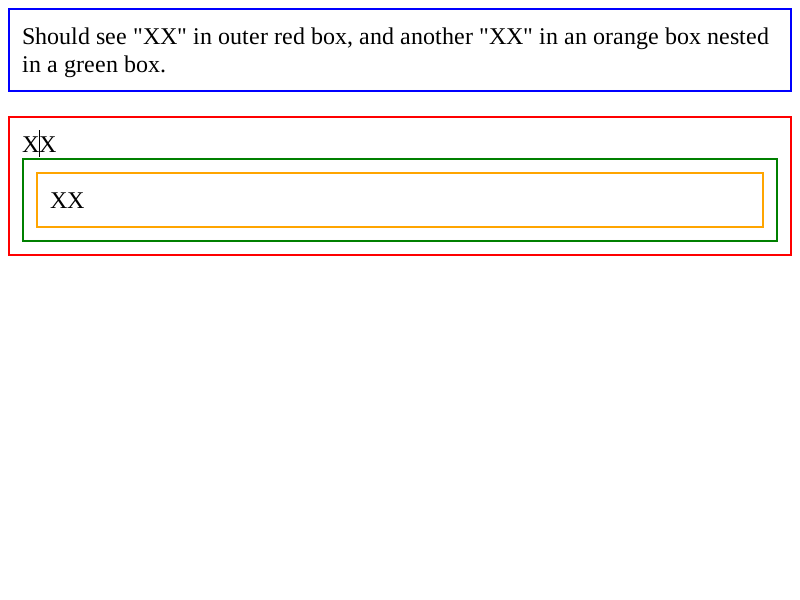 Should see "XX" in outer red box, and another "XX" in an orange box nested
in a green box.
XX
XX